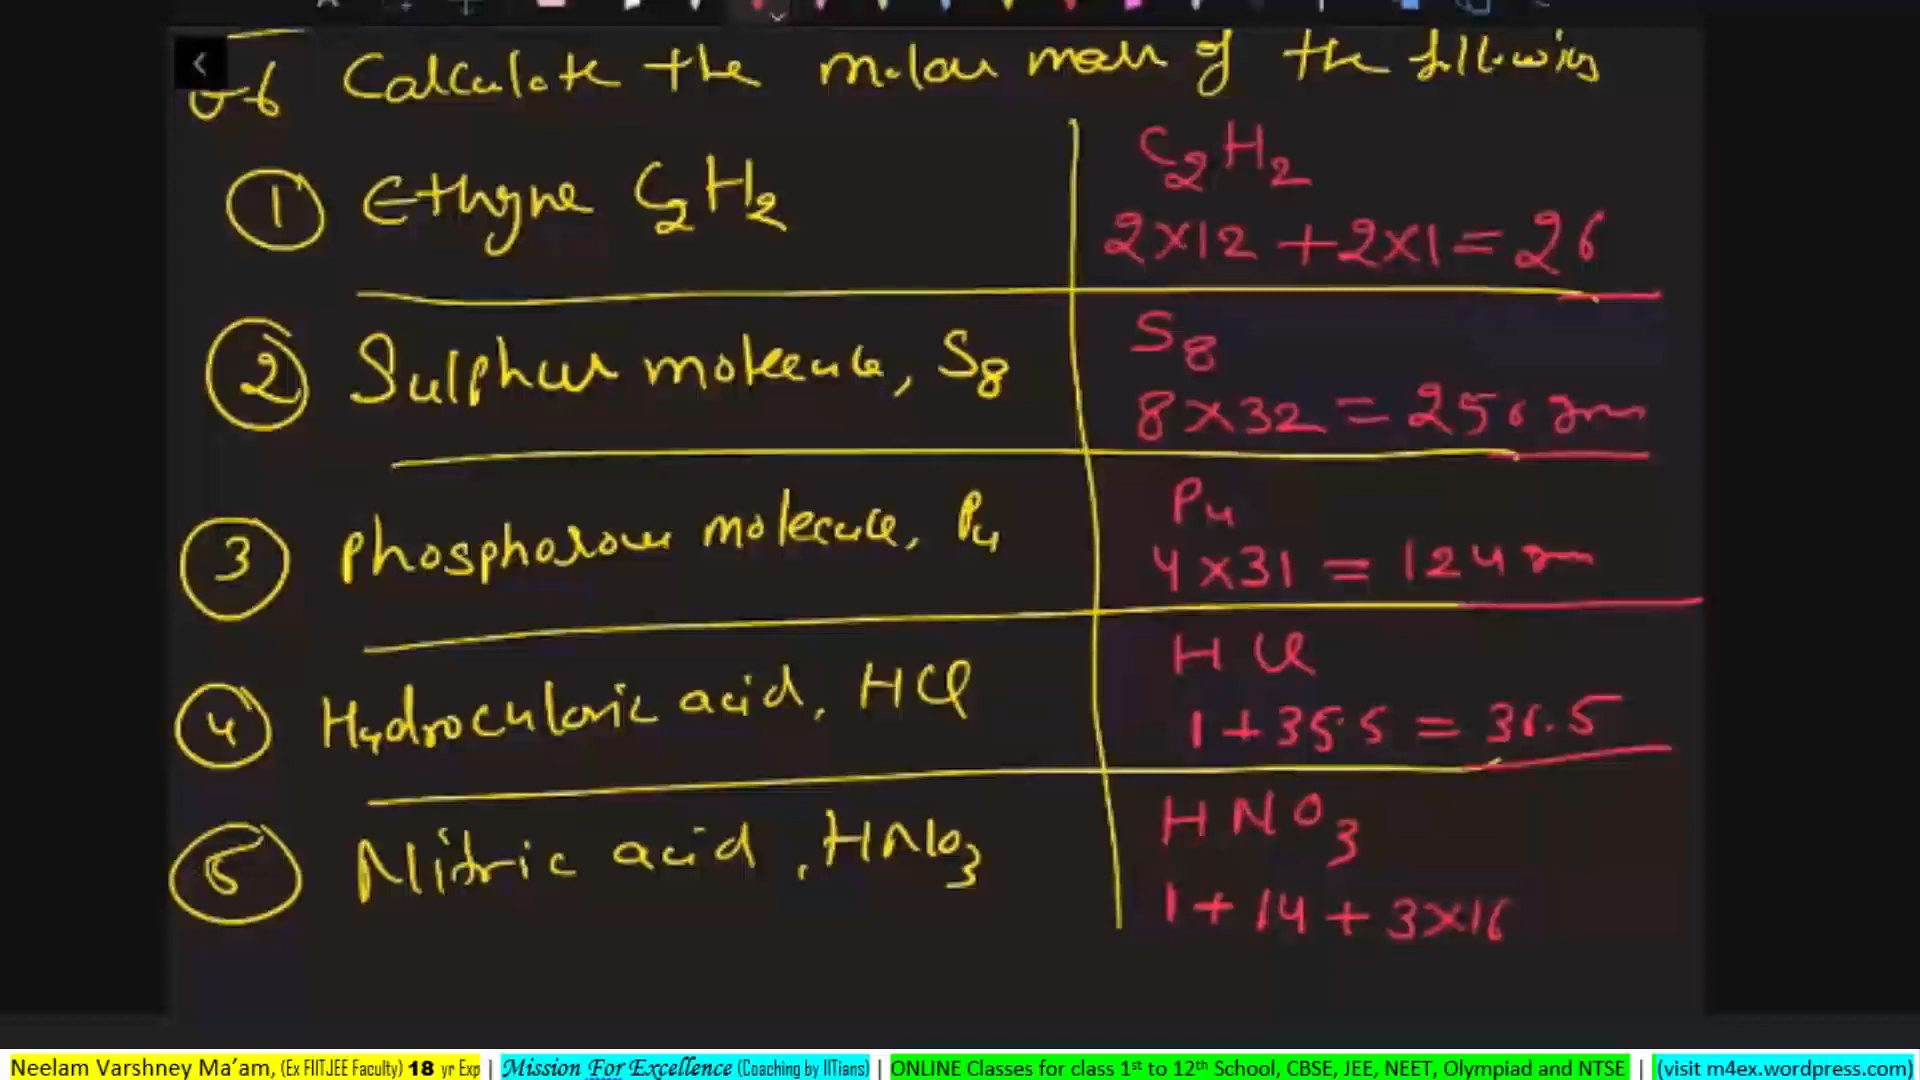 Q-6 Calculate the molar mass of the following
1 Ethyne C2H2
C2H2
2×12 + 2×1 = 26
2 Sulphur molecule, S8
S8
8×32 = 256 gm
3 Phosphorous molecule, P4
P4
4×31 = 124 gm
4 Hydrochloric acid, HCl
HCl
1+35.5 = 36.5
5 Nitric acid, HNO3
HNO3
1+14+3×16
Neelam Varshney Ma'am, (Ex FIITJEE Faculty) 18 yr Exp | Mission For Excellence (Coaching by IITians) | ONLINE Classes for class 1st to 12th School, CBSE, JEE, NEET, Olympiad and NTSE | (visit m4ex.wordpress.com)